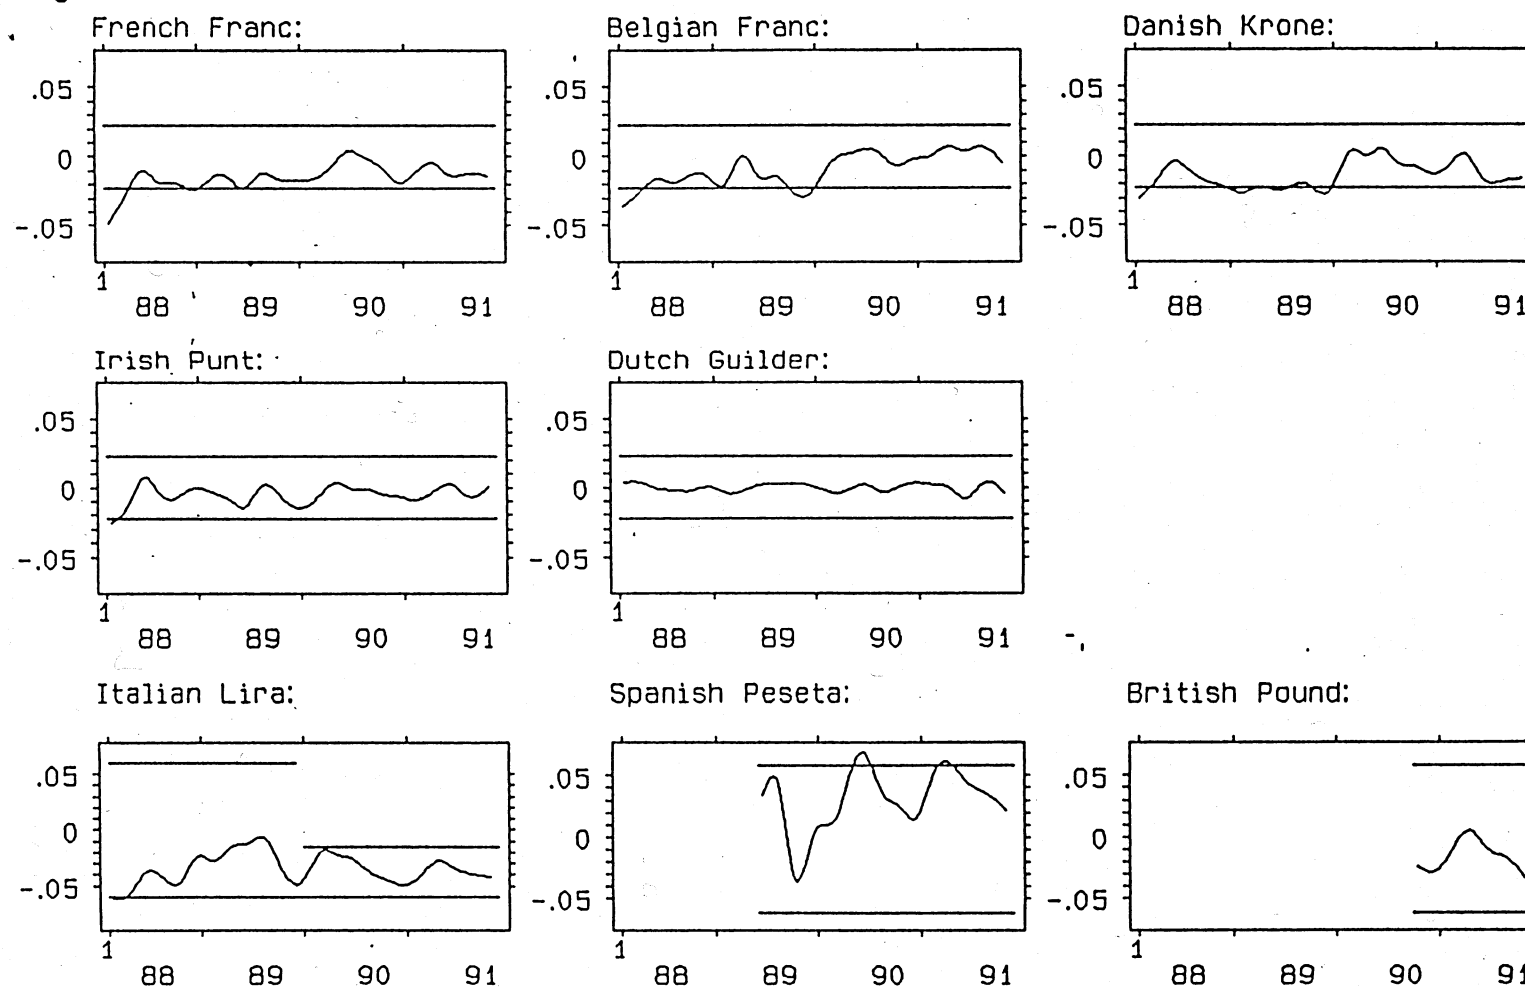 French Franc:
Belgian Franc:
Danish Krone:
.05
0
-.05
.05
0
-.05
.05
0
-.05
1
1
1
88 89 90 91
88 89 90 91
88 89 90 91
Irish Punt:
Dutch Guilder:
.05
0
-.05
.05
0
-.05
1
1
88 89 90 91
88 89 90 91
Italian Lira:
Spanish Peseta:
British Pound:
.05
0
-.05
.05
0
-.05
.05
0
-.05
1
1
1
88 89 90 91
88 89 90 91
88 89 90 91